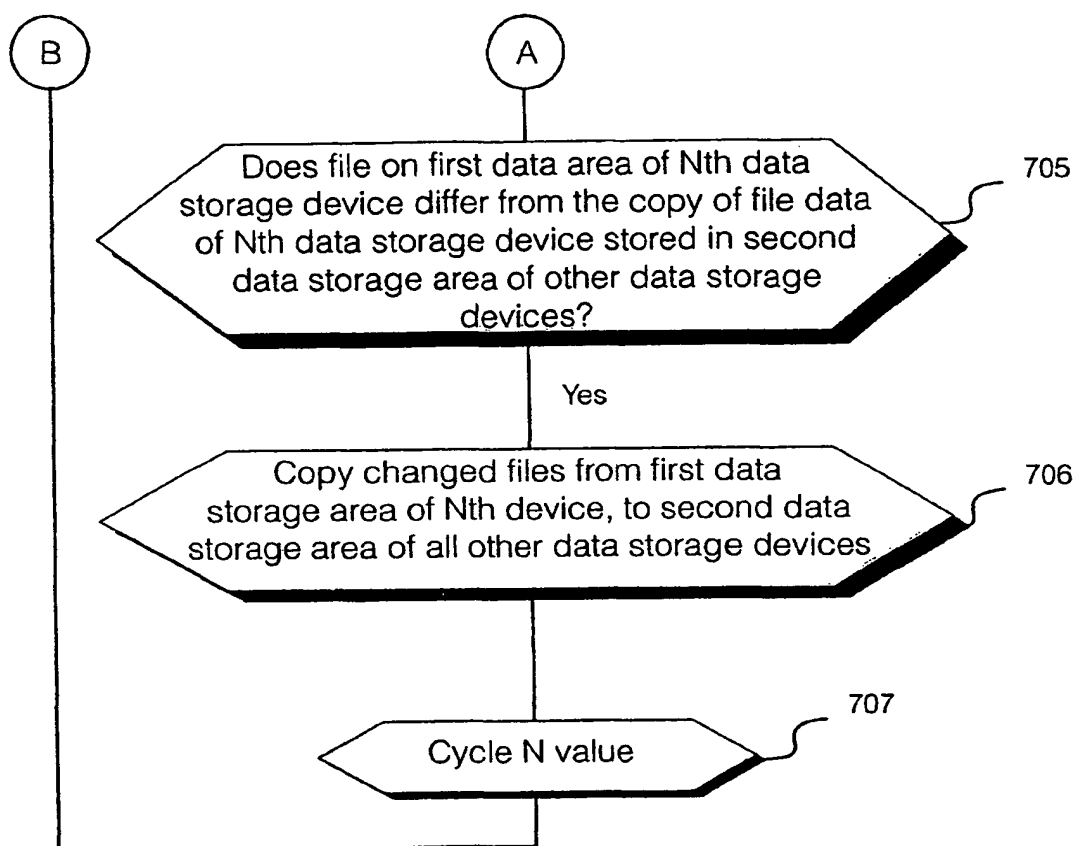 B
A
Does file on first data area of Nth data
storage device differ from the copy of file data
of Nth data storage device stored in second
data storage area of other data storage
devices?
705
Yes
Copy changed files from first data
storage area of Nth device, to second data
storage area of all other data storage devices
706
Cycle N value
707